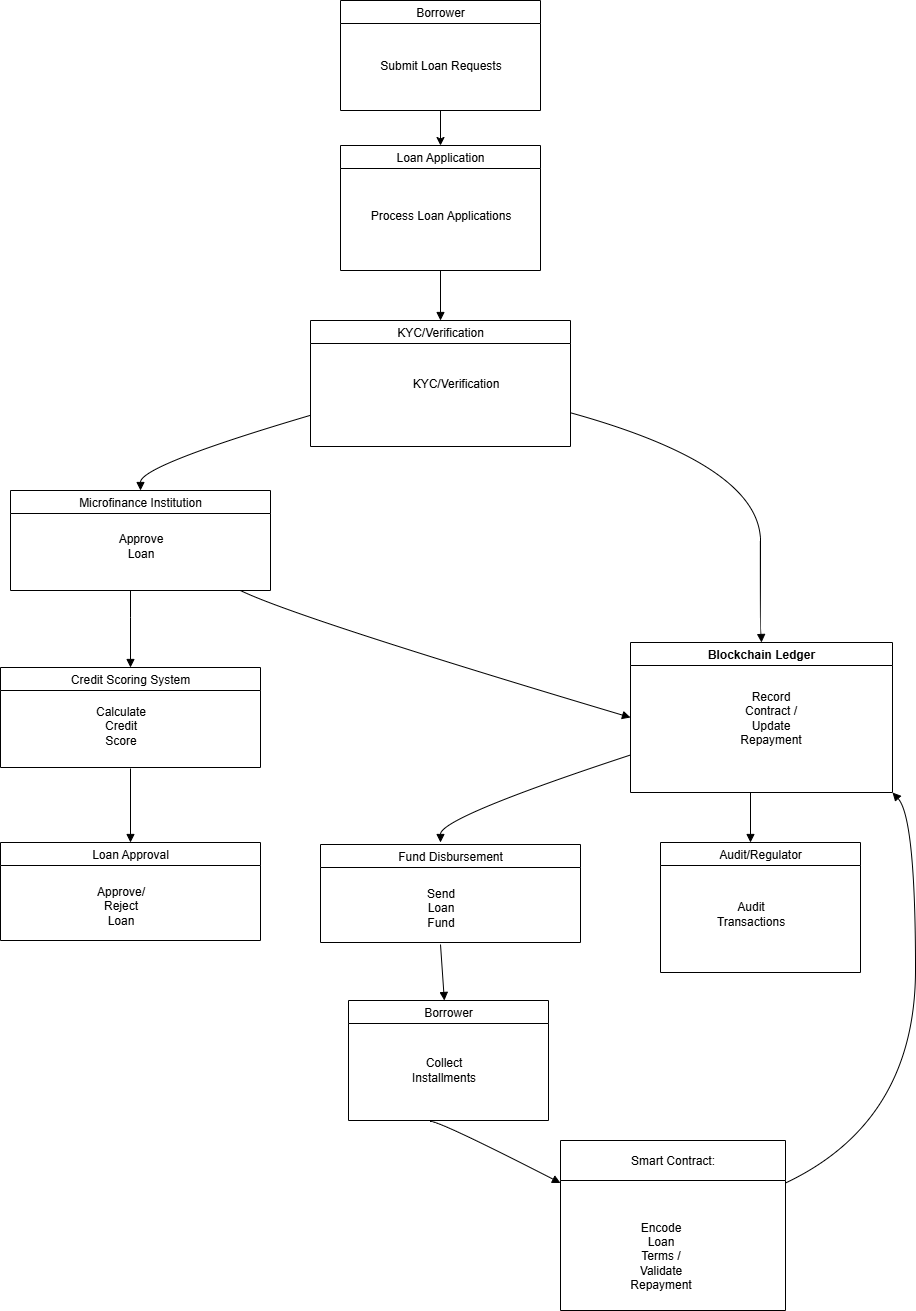 Borrower
Submit Loan Requests
Loan Application
Process Loan Applications
KYC/Verification
KYC/Verification
Microfinance Institution
Approve
Loan
Credit Scoring System
Calculate
Credit
Score
Loan Approval
Approve/
Reject
Loan
Blockchain Ledger
Record
Contract /
Update
Repayment
Fund Disbursement
Send
Loan
Fund
Audit/Regulator
Audit
Transactions
Borrower
Collect
Installments
Smart Contract:
Encode
Loan
Terms /
Validate
Repayment